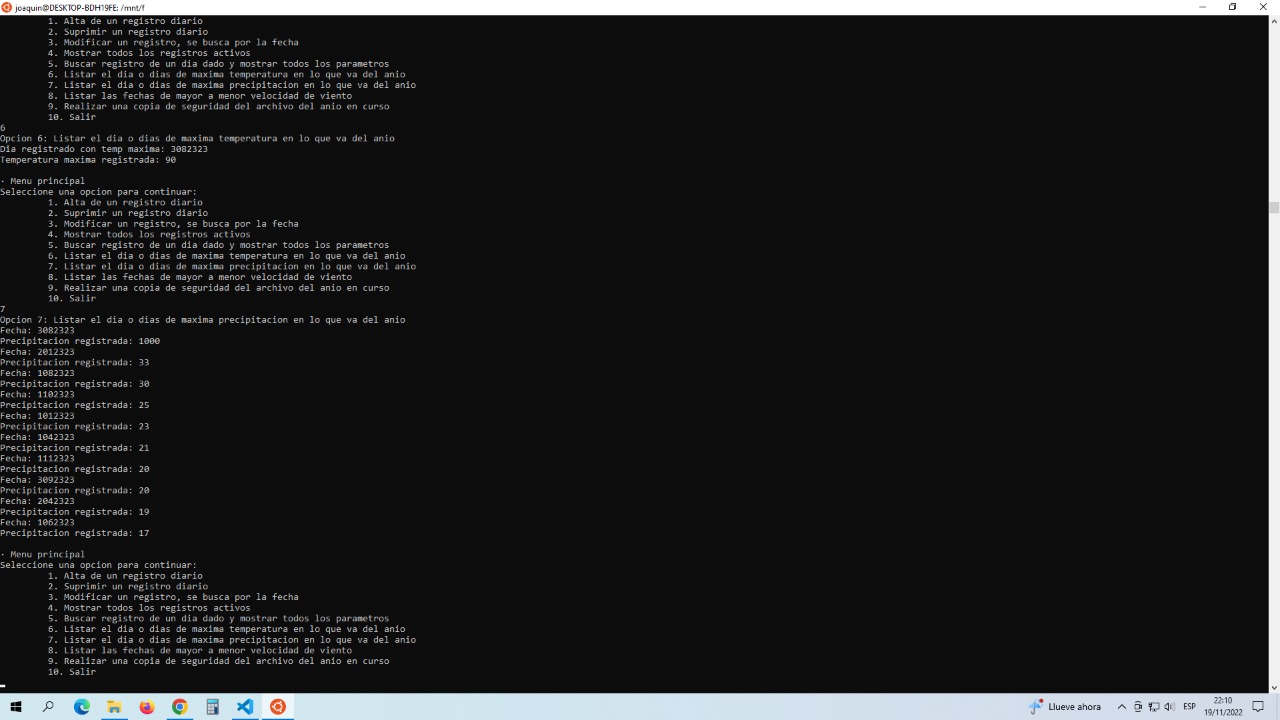 joaquin@DESKTOP-BDH19FE: /mnt/f
1. Alta de un registro diario
2. Suprimir un registro diario
3. Modificar un registro, se busca por la fecha
4. Mostrar todos los registros activos
5. Buscar registro de un dia dado y mostrar todos los parametros
6. Listar el dia o dias de maxima temperatura en lo que va del anio
7. Listar el dia o dias de maxima precipitacion en lo que va del anio
8. Listar las fechas de mayor a menor velocidad de viento
9. Realizar una copia de seguridad del archivo del anio en curso
10. Salir
6
Opcion 6: Listar el dia o dias de maxima temperatura en lo que va del anio
Dia registrado con temp maxima: 3082323
Temperatura maxima registrada: 90
· Menu principal
Seleccione una opcion para continuar:
1. Alta de un registro diario
2. Suprimir un registro diario
3. Modificar un registro, se busca por la fecha
4. Mostrar todos los registros activos
5. Buscar registro de un dia dado y mostrar todos los parametros
6. Listar el dia o dias de maxima temperatura en lo que va del anio
7. Listar el dia o dias de maxima precipitacion en lo que va del anio
8. Listar las fechas de mayor a menor velocidad de viento
9. Realizar una copia de seguridad del archivo del anio en curso
10. Salir
7
Opcion 7: Listar el dia o dias de maxima precipitacion en lo que va del anio
Fecha: 3082323
Precipitacion registrada: 1000
Fecha: 2012323
Precipitacion registrada: 33
Fecha: 1082323
Precipitacion registrada: 30
Fecha: 1102323
Precipitacion registrada: 25
Fecha: 1012323
Precipitacion registrada: 23
Fecha: 1042323
Precipitacion registrada: 21
Fecha: 1112323
Precipitacion registrada: 20
Fecha: 3092323
Precipitacion registrada: 20
Fecha: 2042323
Precipitacion registrada: 19
Fecha: 1062323
Precipitacion registrada: 17
· Menu principal
Seleccione una opcion para continuar:
1. Alta de un registro diario
2. Suprimir un registro diario
3. Modificar un registro, se busca por la fecha
4. Mostrar todos los registros activos
5. Buscar registro de un dia dado y mostrar todos los parametros
6. Listar el dia o dias de maxima temperatura en lo que va del anio
7. Listar el dia o dias de maxima precipitacion en lo que va del anio
8. Listar las fechas de mayor a menor velocidad de viento
9. Realizar una copia de seguridad del archivo del anio en curso
10. Salir
Llueve ahora
ESP
22:10
19/11/2022